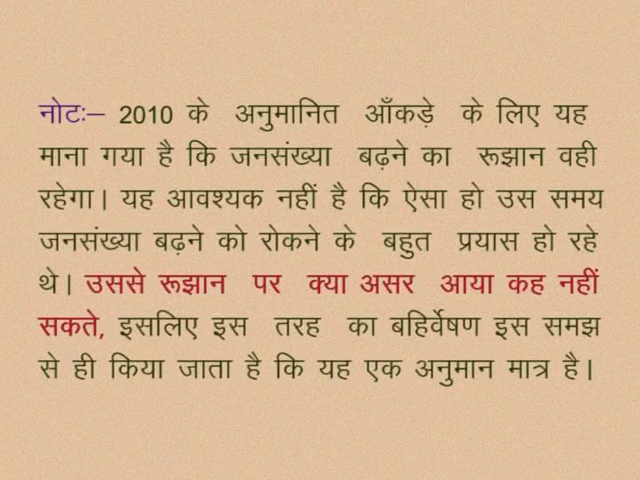 नोटः– 2010 के अनुमानित आँकड़े के लिए यह
माना गया है कि जनसंख्या बढ़ने का रूझान वही
रहेगा। यह आवश्यक नहीं है कि ऐसा हो उस समय
जनसंख्या बढ़ने को रोकने के बहुत प्रयास हो रहे
थे। उससे रूझान पर क्या असर आया कह नहीं
सकते, इसलिए इस तरह का बहिर्वेषण इस समझ
से ही किया जाता है कि यह एक अनुमान मात्र है।